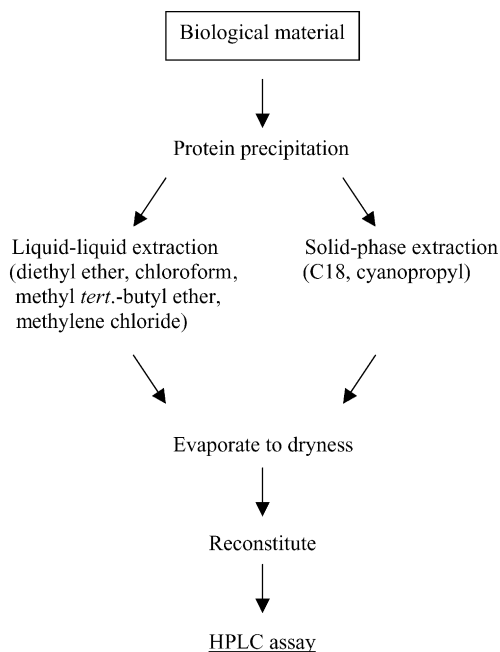 Biological material
Protein precipitation
Liquid-liquid extraction
(diethyl ether, chloroform,
methyl tert.-butyl ether,
methylene chloride)
Solid-phase extraction
(C18, cyanopropyl)
Evaporate to dryness
Reconstitute
HPLC assay